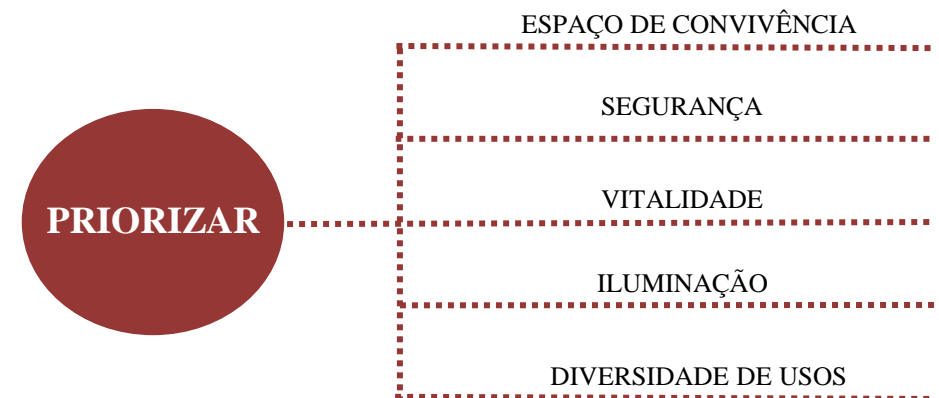 ESPAÇO DE CONVIVÊNCIA
SEGURANÇA
PRIORIZAR
VITALIDADE
ILUMINAÇÃO
DIVERSIDADE DE USOS